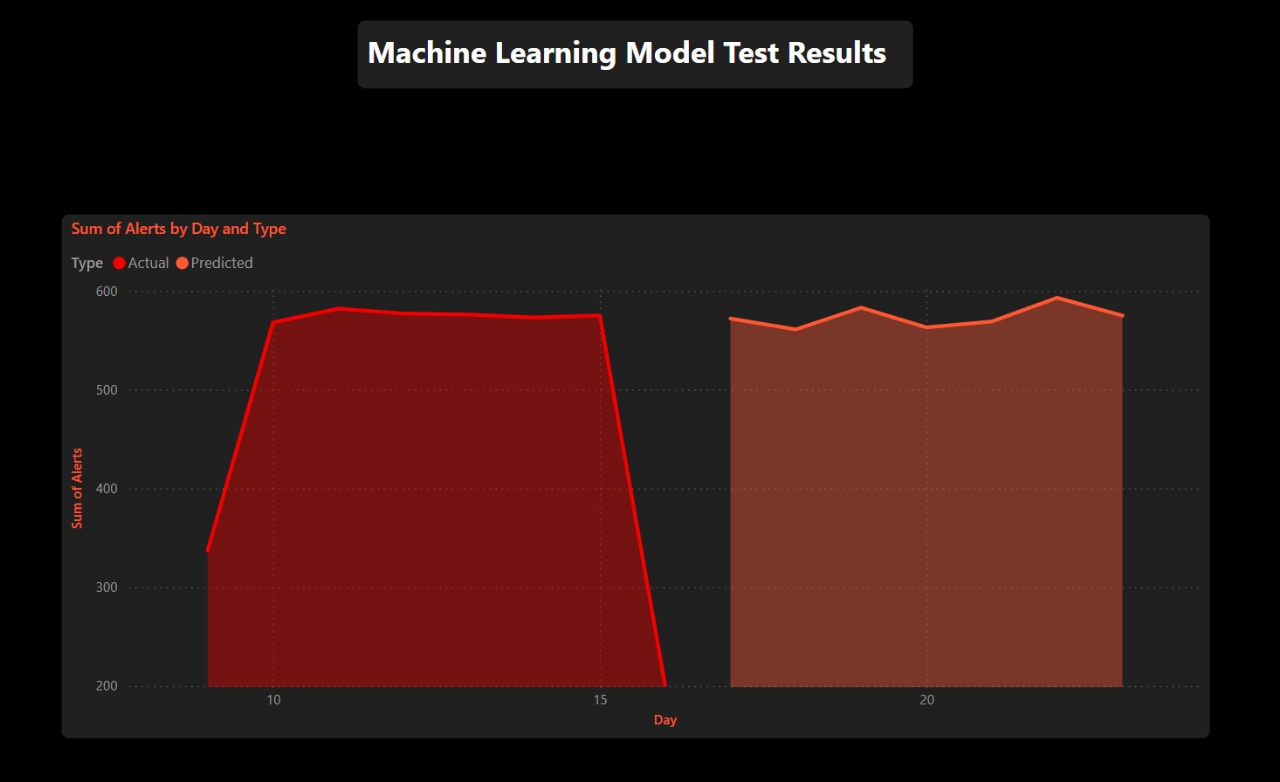 Machine Learning Model Test Results
Sum of Alerts by Day and Type
Type Actual Predicted
600
500
400
300
200
Sum of Alerts
10 15 20
Day